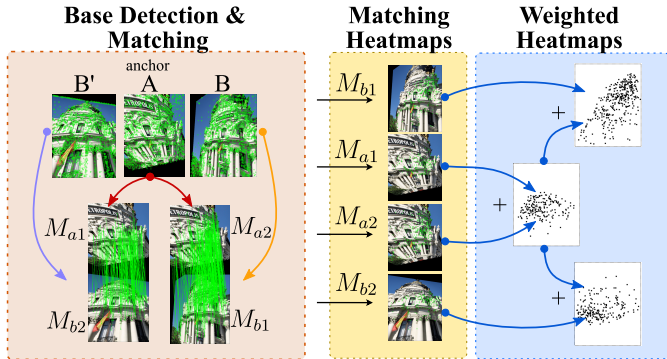 Base Detection &
Matching
Matching
Heatmaps
Weighted
Heatmaps
anchor
B' A B
METROPOLIS
M_{a1}
M_{a2}
M_{b2}
M_{b1}
M_{b1}
M_{a1}
M_{a2}
M_{b2}
+
+
+